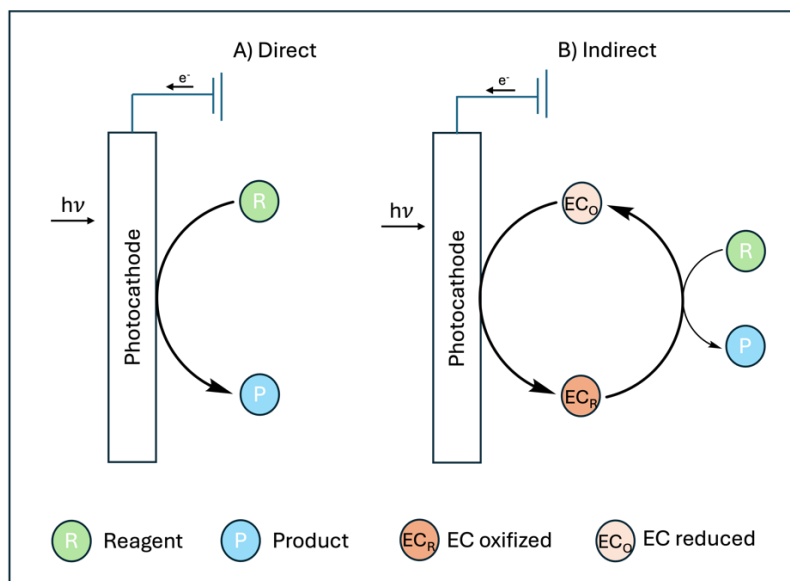 A) Direct
B) Indirect
e-
e-
hν
hν
Photocathode
Photocathode
R
P
ECO
ECR
R
P
R Reagent
P Product
ECR EC oxifized
ECO EC reduced